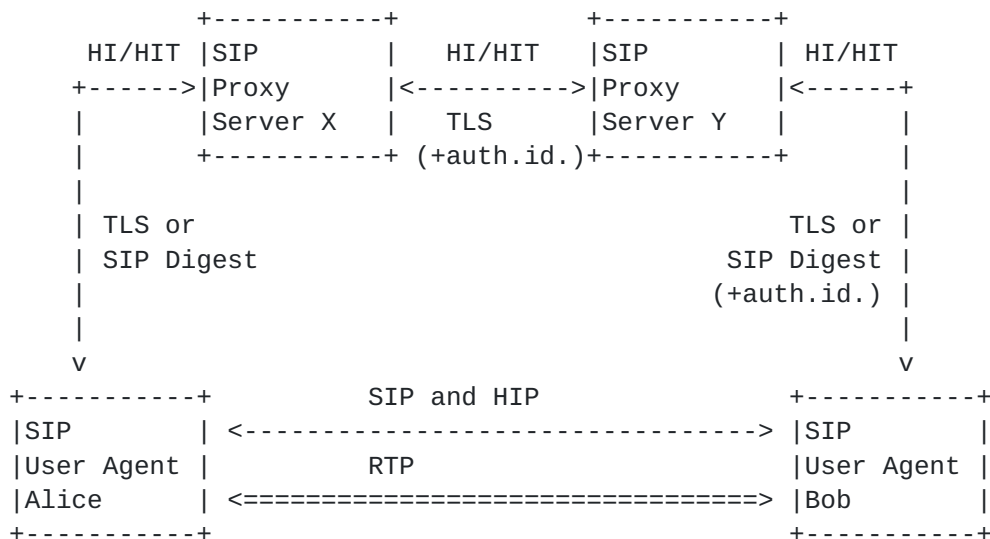 HI/HIT |SIP | HI/HIT |SIP | HI/HIT
+------>|Proxy |<---------->|Proxy |<------+
| |Server X | TLS |Server Y | |
| +-----------+ (+auth.id.)+-----------+ |
| TLS or TLS or |
| SIP Digest SIP Digest |
| (+auth.id.) |
v v
+-----------+ SIP and HIP +-----------+
|SIP | <---------------------------------> |SIP |
|User Agent | RTP |User Agent |
|Alice | <=================================> |Bob |